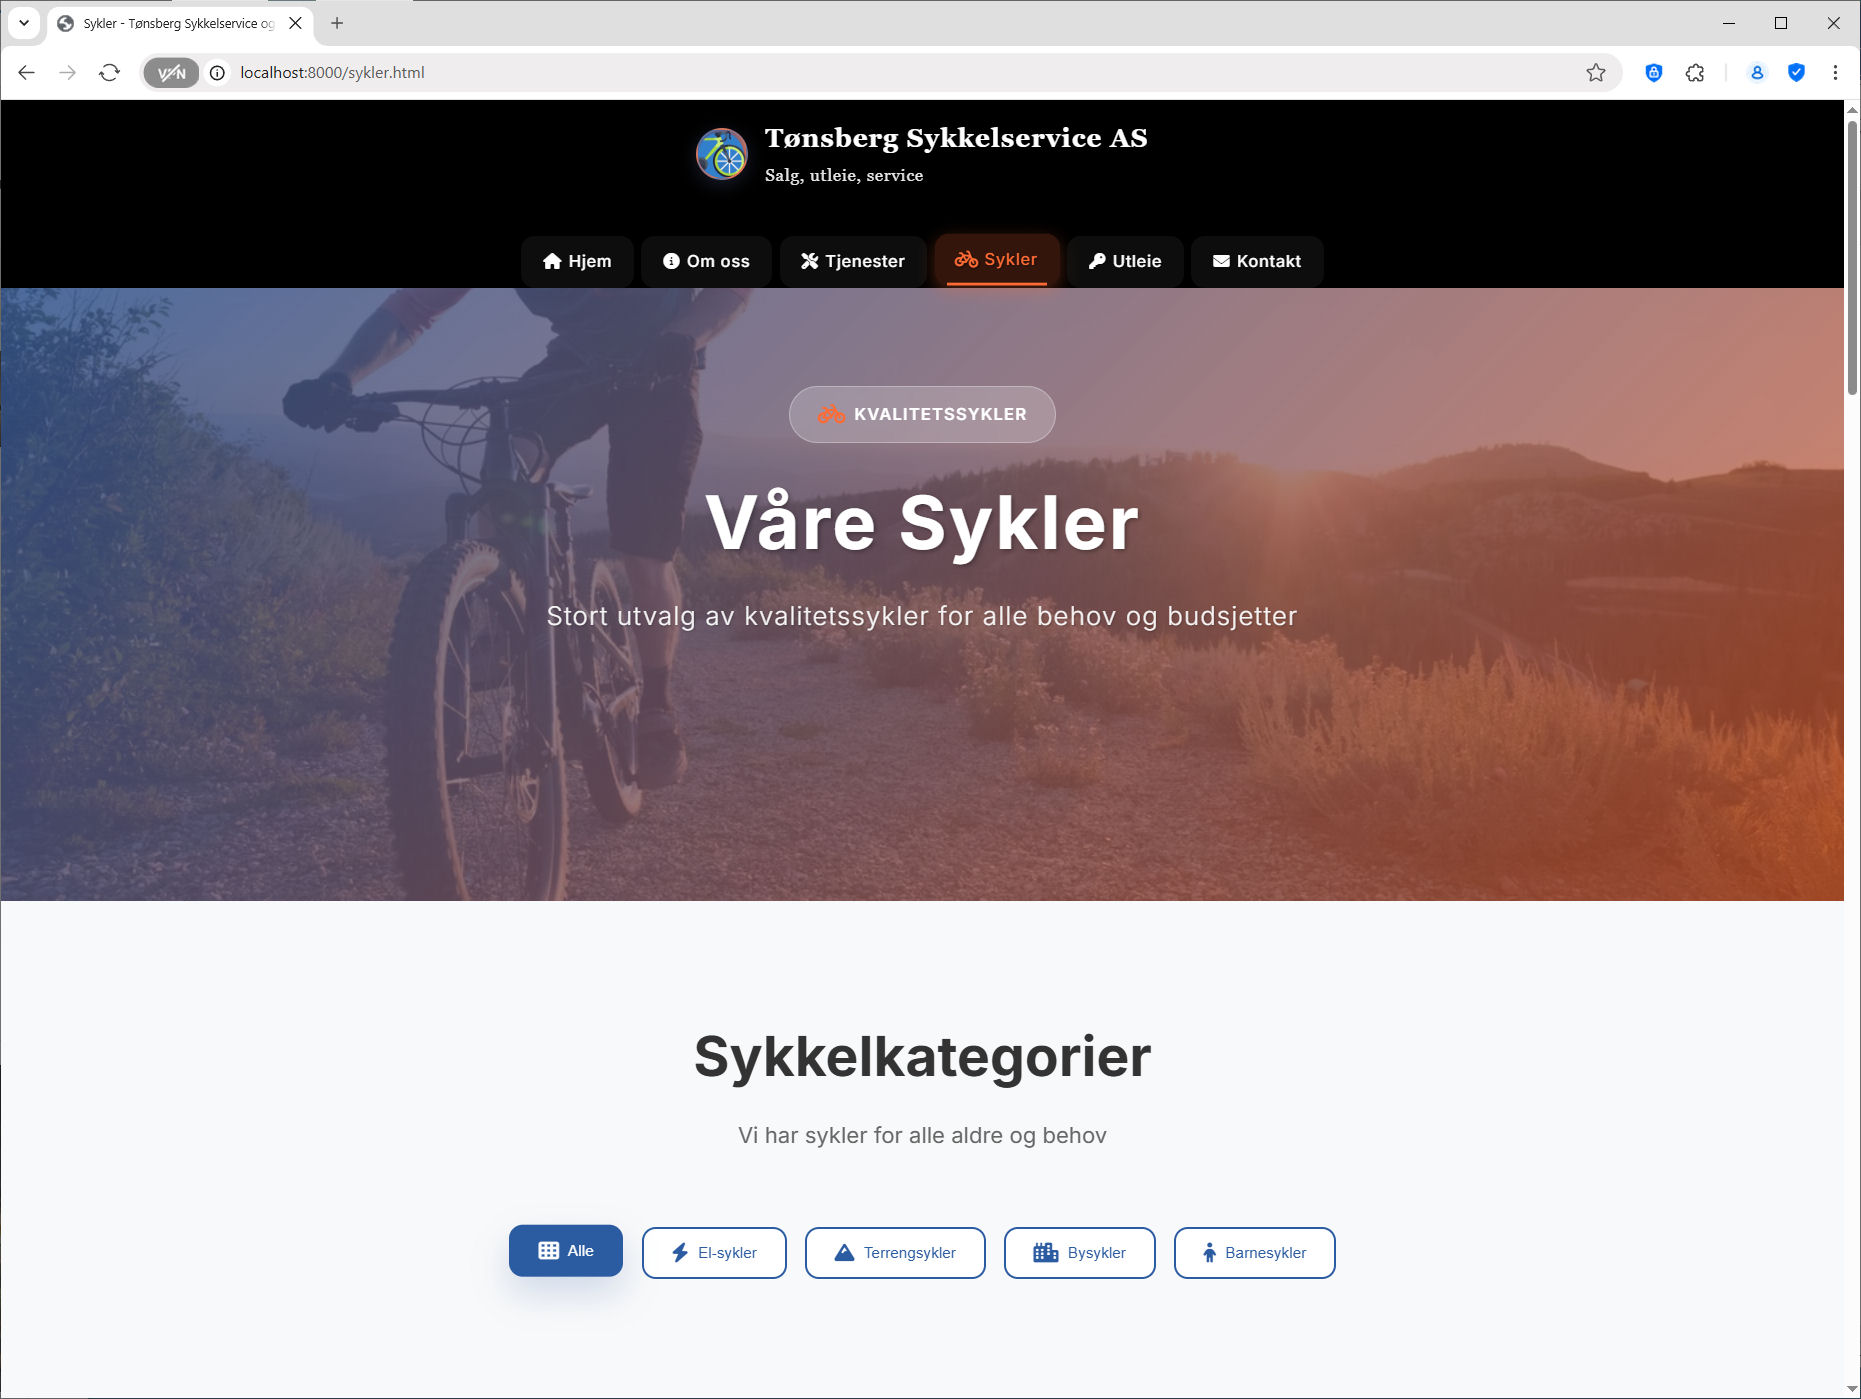 Sykler - Tønsberg Sykkelservice og
VPN
localhost:8000/sykler.html
Tønsberg Sykkelservice AS
Salg, utleie, service
Hjem
Om oss
Tjenester
Sykler
Utleie
Kontakt
KVALITETSSYKLER
Våre Sykler
Stort utvalg av kvalitetssykler for alle behov og budsjetter
Sykkelkategorier
Vi har sykler for alle aldre og behov
Alle
El-sykler
Terrengsykler
Bysykler
Barnesykler